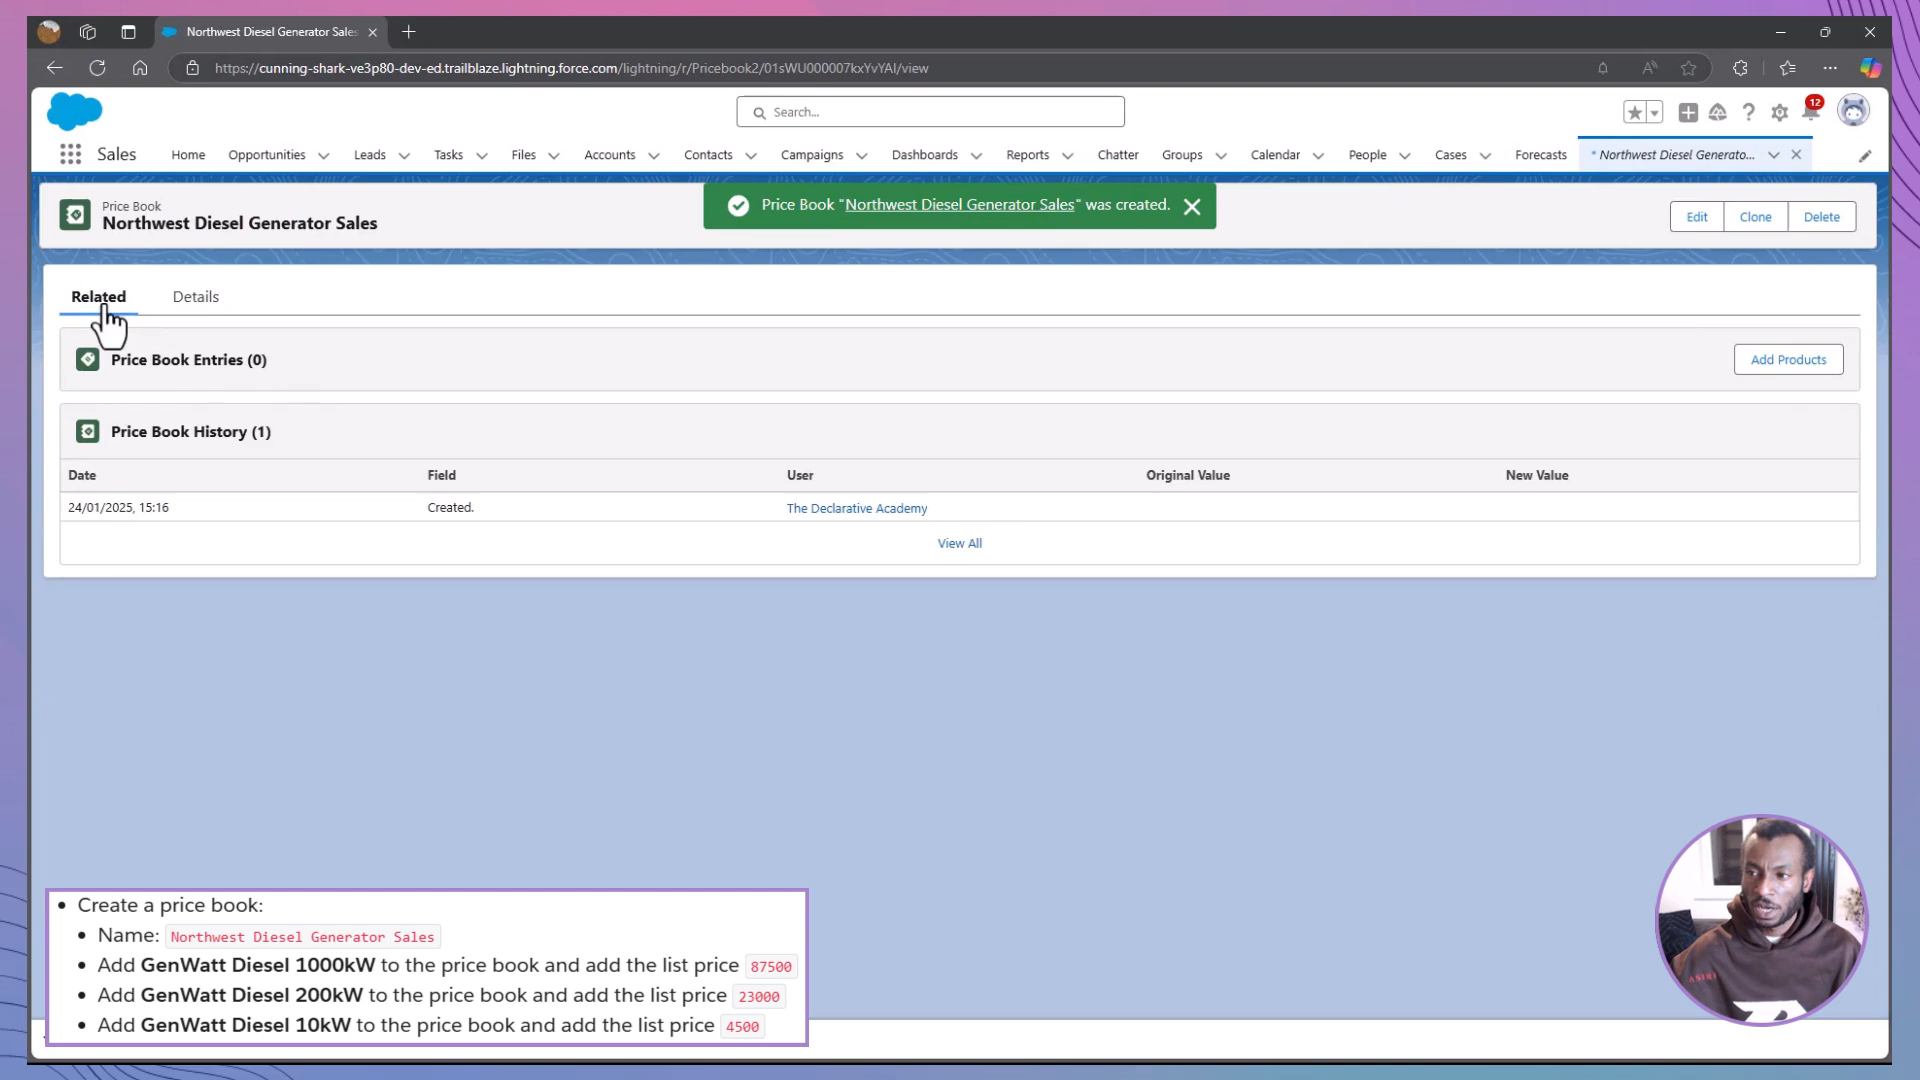 Northwest Diesel Generator Sales
https://cunning-shark-ve3p80-dev-ed.trailblaze.lightning.force.com/lightning/r/Pricebook2/01sWU000007kxYvYAI/view
Search...
12
Sales Home Opportunities Leads Tasks Files Accounts Contacts Campaigns Dashboards Reports Chatter Groups Calendar People Cases Forecasts * Northwest Diesel Generato...
Price Book
Northwest Diesel Generator Sales
Price Book "Northwest Diesel Generator Sales" was created.
Edit Clone Delete
Related Details
Price Book Entries (0)
Add Products
Price Book History (1)
Date Field User Original Value New Value
24/01/2025, 15:16 Created. The Declarative Academy
View All
• Create a price book:
• Name: Northwest Diesel Generator Sales
• Add GenWatt Diesel 1000kW to the price book and add the list price 87500
• Add GenWatt Diesel 200kW to the price book and add the list price 23000
• Add GenWatt Diesel 10kW to the price book and add the list price 4500